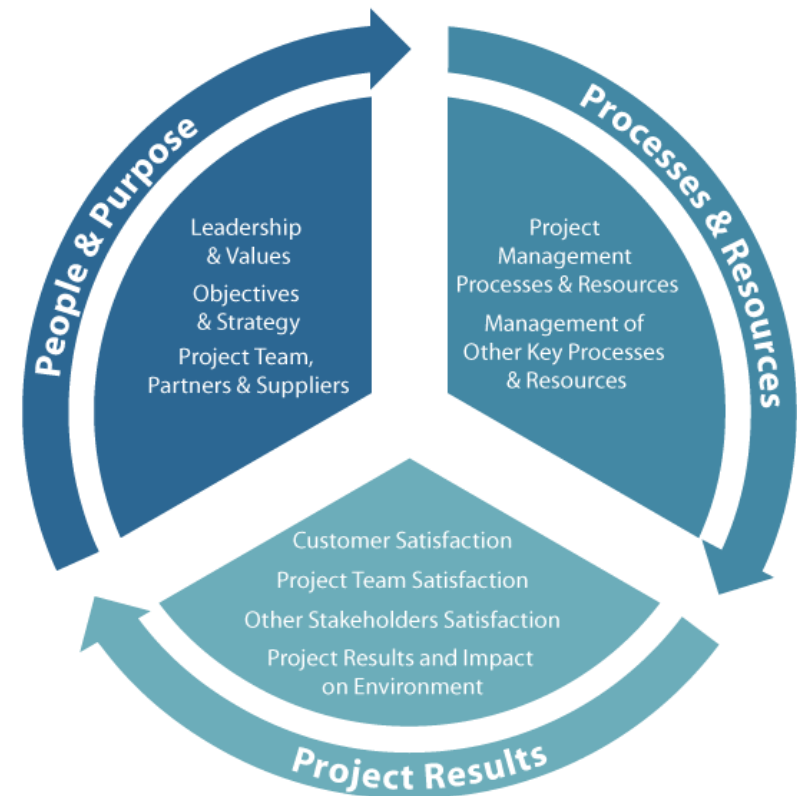 People & Purpose
Leadership
& Values
Objectives
& Strategy
Project Team,
Partners & Suppliers
Processes & Resources
Project
Management
Processes & Resources
Management of
Other Key Processes
& Resources
Customer Satisfaction
Project Team Satisfaction
Other Stakeholders Satisfaction
Project Results and Impact
on Environment
Project Results